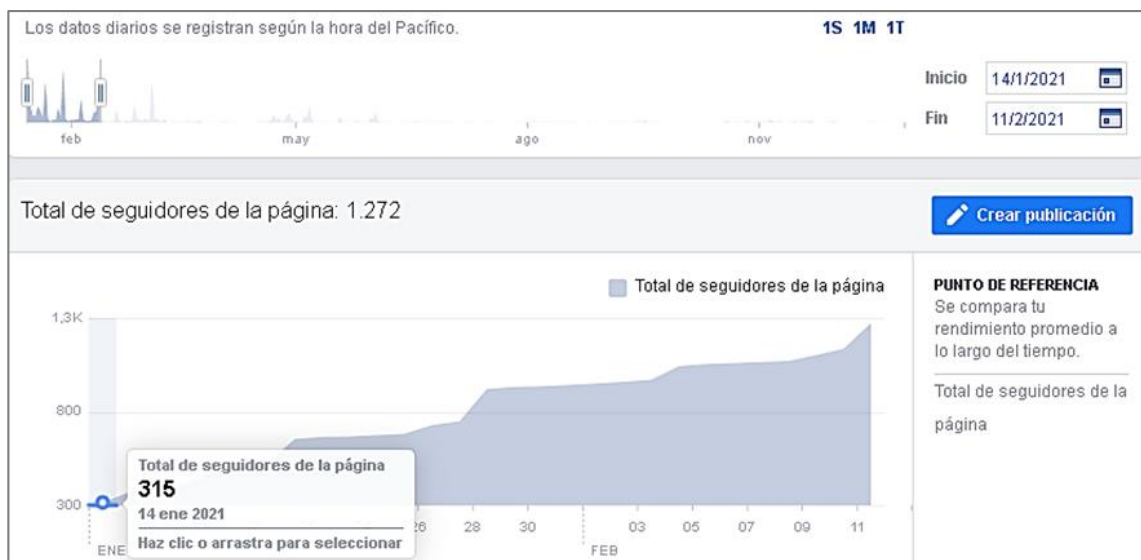 Los datos diarios se registran según la hora del Pacífico.
1S 1M 1T
Inicio 14/1/2021
Fin 11/2/2021
feb may ago nov
Total de seguidores de la página: 1.272
Crear publicación
Total de seguidores de la página
PUNTO DE REFERENCIA
Se compara tu
rendimiento promedio a
lo largo del tiempo.
Total de seguidores de la
página
1,3K
800
300
Total de seguidores de la página
315
14 ene 2021
Haz clic o arrastra para seleccionar
28 30 03 05 07 09 11
FEB